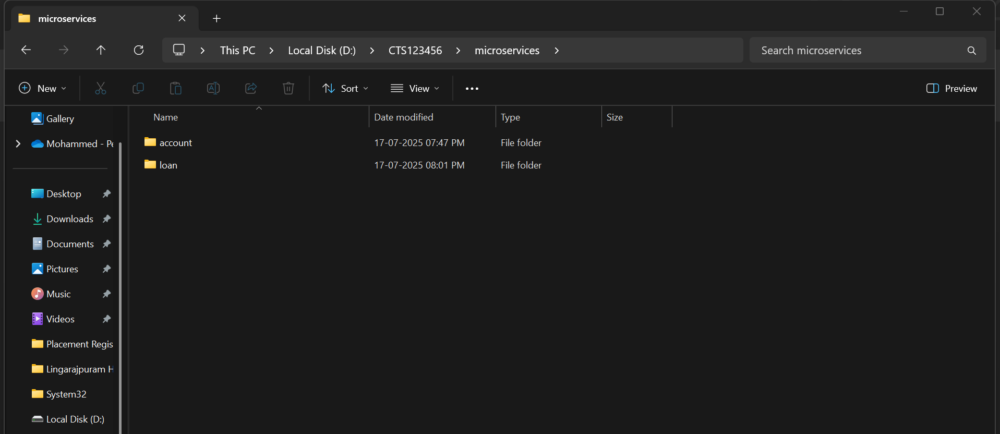 microservices
This PC > Local Disk (D:) > CTS123456 > microservices >
Search microservices
New
Sort
View
Preview
Name Date modified Type Size
account 17-07-2025 07:47 PM File folder
loan 17-07-2025 08:01 PM File folder
Gallery
Mohammed - Pe
Desktop
Downloads
Documents
Pictures
Music
Videos
Placement Regis
Lingarajpuram H
System32
Local Disk (D:)